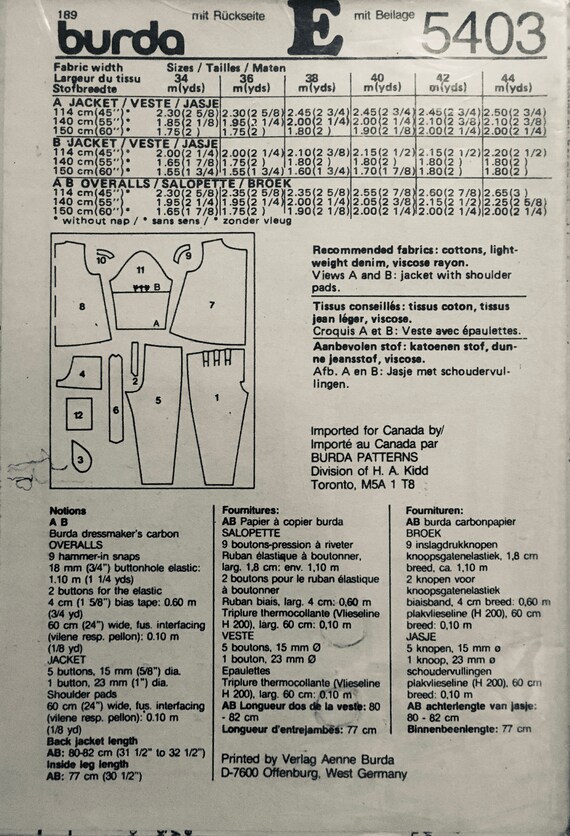 189
mit Rückseite
E
mit Beilage
burda
5403
Fabric width Sizes / Tailles / Maten
Largeur du tissu 34 36 38 40 42 44
Stofbreedte m(yds) m(yds) m(yds) m(yds) m(yds) m(yds)
A JACKET / VESTE / JASJE
114 cm(45'')* 2.30(2 5/8) 2.30(2 5/8) 2.45(2 3/4) 2.45(2 3/4) 2.45(2 3/4) 2.50(2 3/4)
140 cm(55'') 1.85(2 1/8) 1.95(2 1/4) 2.00(2 1/4) 2.00(2 1/4) 2.10(2 3/8) 2.10(2 3/8)
150 cm(60'')* 1.75(2 ) 1.75(2 ) 1.80(2 ) 1.90(2 1/8) 2.00(2 1/4) 2.00(2 1/4)
B JACKET / VESTE / JASJE
114 cm(45'')* 2.00(2 1/4) 2.00(2 1/4) 2.10(2 3/8) 2.15(2 1/2) 2.15(2 1/2) 2.20(2 1/2)
140 cm(55'') 1.65(1 7/8) 1.75(2 ) 1.80(2 ) 1.80(2 ) 1.80(2 ) 1.80(2 )
150 cm(60'')* 1.55(1 3/4) 1.55(1 3/4) 1.60(1 3/4) 1.70(1 7/8) 1.80(2 ) 1.80(2 )
A B OVERALLS / SALOPETTE / BROEK
114 cm(45'')* 2.30(2 5/8) 2.35(2 5/8) 2.35(2 5/8) 2.55(2 7/8) 2.60(2 7/8) 2.65(3 )
140 cm(55'') 1.95(2 1/4) 1.95(2 1/4) 2.00(2 1/4) 2.05(2 3/8) 2.15(1 1/2) 2.25(2 5/8)
150 cm(60'')* 1.65(1 7/8) 1.75(2 ) 1.90(2 1/8) 2.00(2 1/4) 2.00(2 1/4) 2.00(2 1/4)
* without nap / * sans sens / * zonder vleug
10
11
9
B
8
A
7
4
2
6
5
1
12
3
Recommended fabrics: cottons, light-
weight denim, viscose rayon.
Views A and B: jacket with shoulder
pads.
Tissus conseillés: tissus coton, tissus
jean léger, viscose.
Croquis A et B: Veste avec épaulettes.
Aanbevolen stof: katoenen stof, dun-
ne jeansstof, viscose.
Afb. A en B: Jasje met schoudervul-
lingen.
Imported for Canada by/
Importé au Canada par
BURDA PATTERNS
Division of H. A. Kidd
Toronto, M5A 1 T8
Notions
A B
Burda dressmaker's carbon
OVERALLS
9 hammer-in snaps
18 mm (3/4") buttonhole elastic:
1.10 m (1 1/4 yds)
2 buttons for the elastic
4 cm (1 5/8") bias tape: 0.60 m
(3/4 yd)
60 cm (24") wide, fus. interfacing
(vilene resp. pellon): 0.10 m
(1/8 yd)
JACKET
5 buttons, 15 mm (5/8") dia.
1 button, 23 mm (1") dia.
Shoulder pads
60 cm (24") wide, fus. interfacing
(vilene resp. pellon): 0.10 m
(1/8 yd)
Back jacket length
AB: 80-82 cm (31 1/2" to 32 1/2")
Inside leg length
AB: 77 cm (30 1/2")
Fournitures:
AB Papier à copier burda
SALOPETTE
9 boutons-pression à riveter
Ruban élastique à boutonner,
larg. 1,8 cm: env. 1,10 m
2 boutons pour le ruban élastique
à boutonner
Ruban biais, larg. 4 cm: 0,60 m
Triplure thermocollante (Vlieseline
H 200), larg. 60 cm: 0,10 m
VESTE
5 boutons, 15 mm Ø
1 bouton, 23 mm Ø
Epaulettes
Triplure thermocollante (Vlieseline
H 200), larg. 60 cm: 0,10 m
AB Longueur dos de la veste: 80
- 82 cm
Longueur d'entrejambes: 77 cm
Fournituren:
AB burda carbonpapier
BROEK
9 inslagdrukknopen
knoopsgatenelastiek, 1,8 cm
breed, ca. 1,10 m
2 knopen voor
knoopsgatenelastiek
biaisband, 4 cm breed: 0,60 m
plakvlieseline (H 200), 60 cm
breed: 0,10 m
JASJE
5 knopen, 15 mm ø
1 knoop, 23 mm ø
schoudervullingen
plakvlieseline (H 200), 60 cm
breed: 0,10 m
AB achterlengte van jasje:
80 - 82 cm
Binnenbeenlengte: 77 cm
Printed by Verlag Aenne Burda
D-7600 Offenburg, West Germany